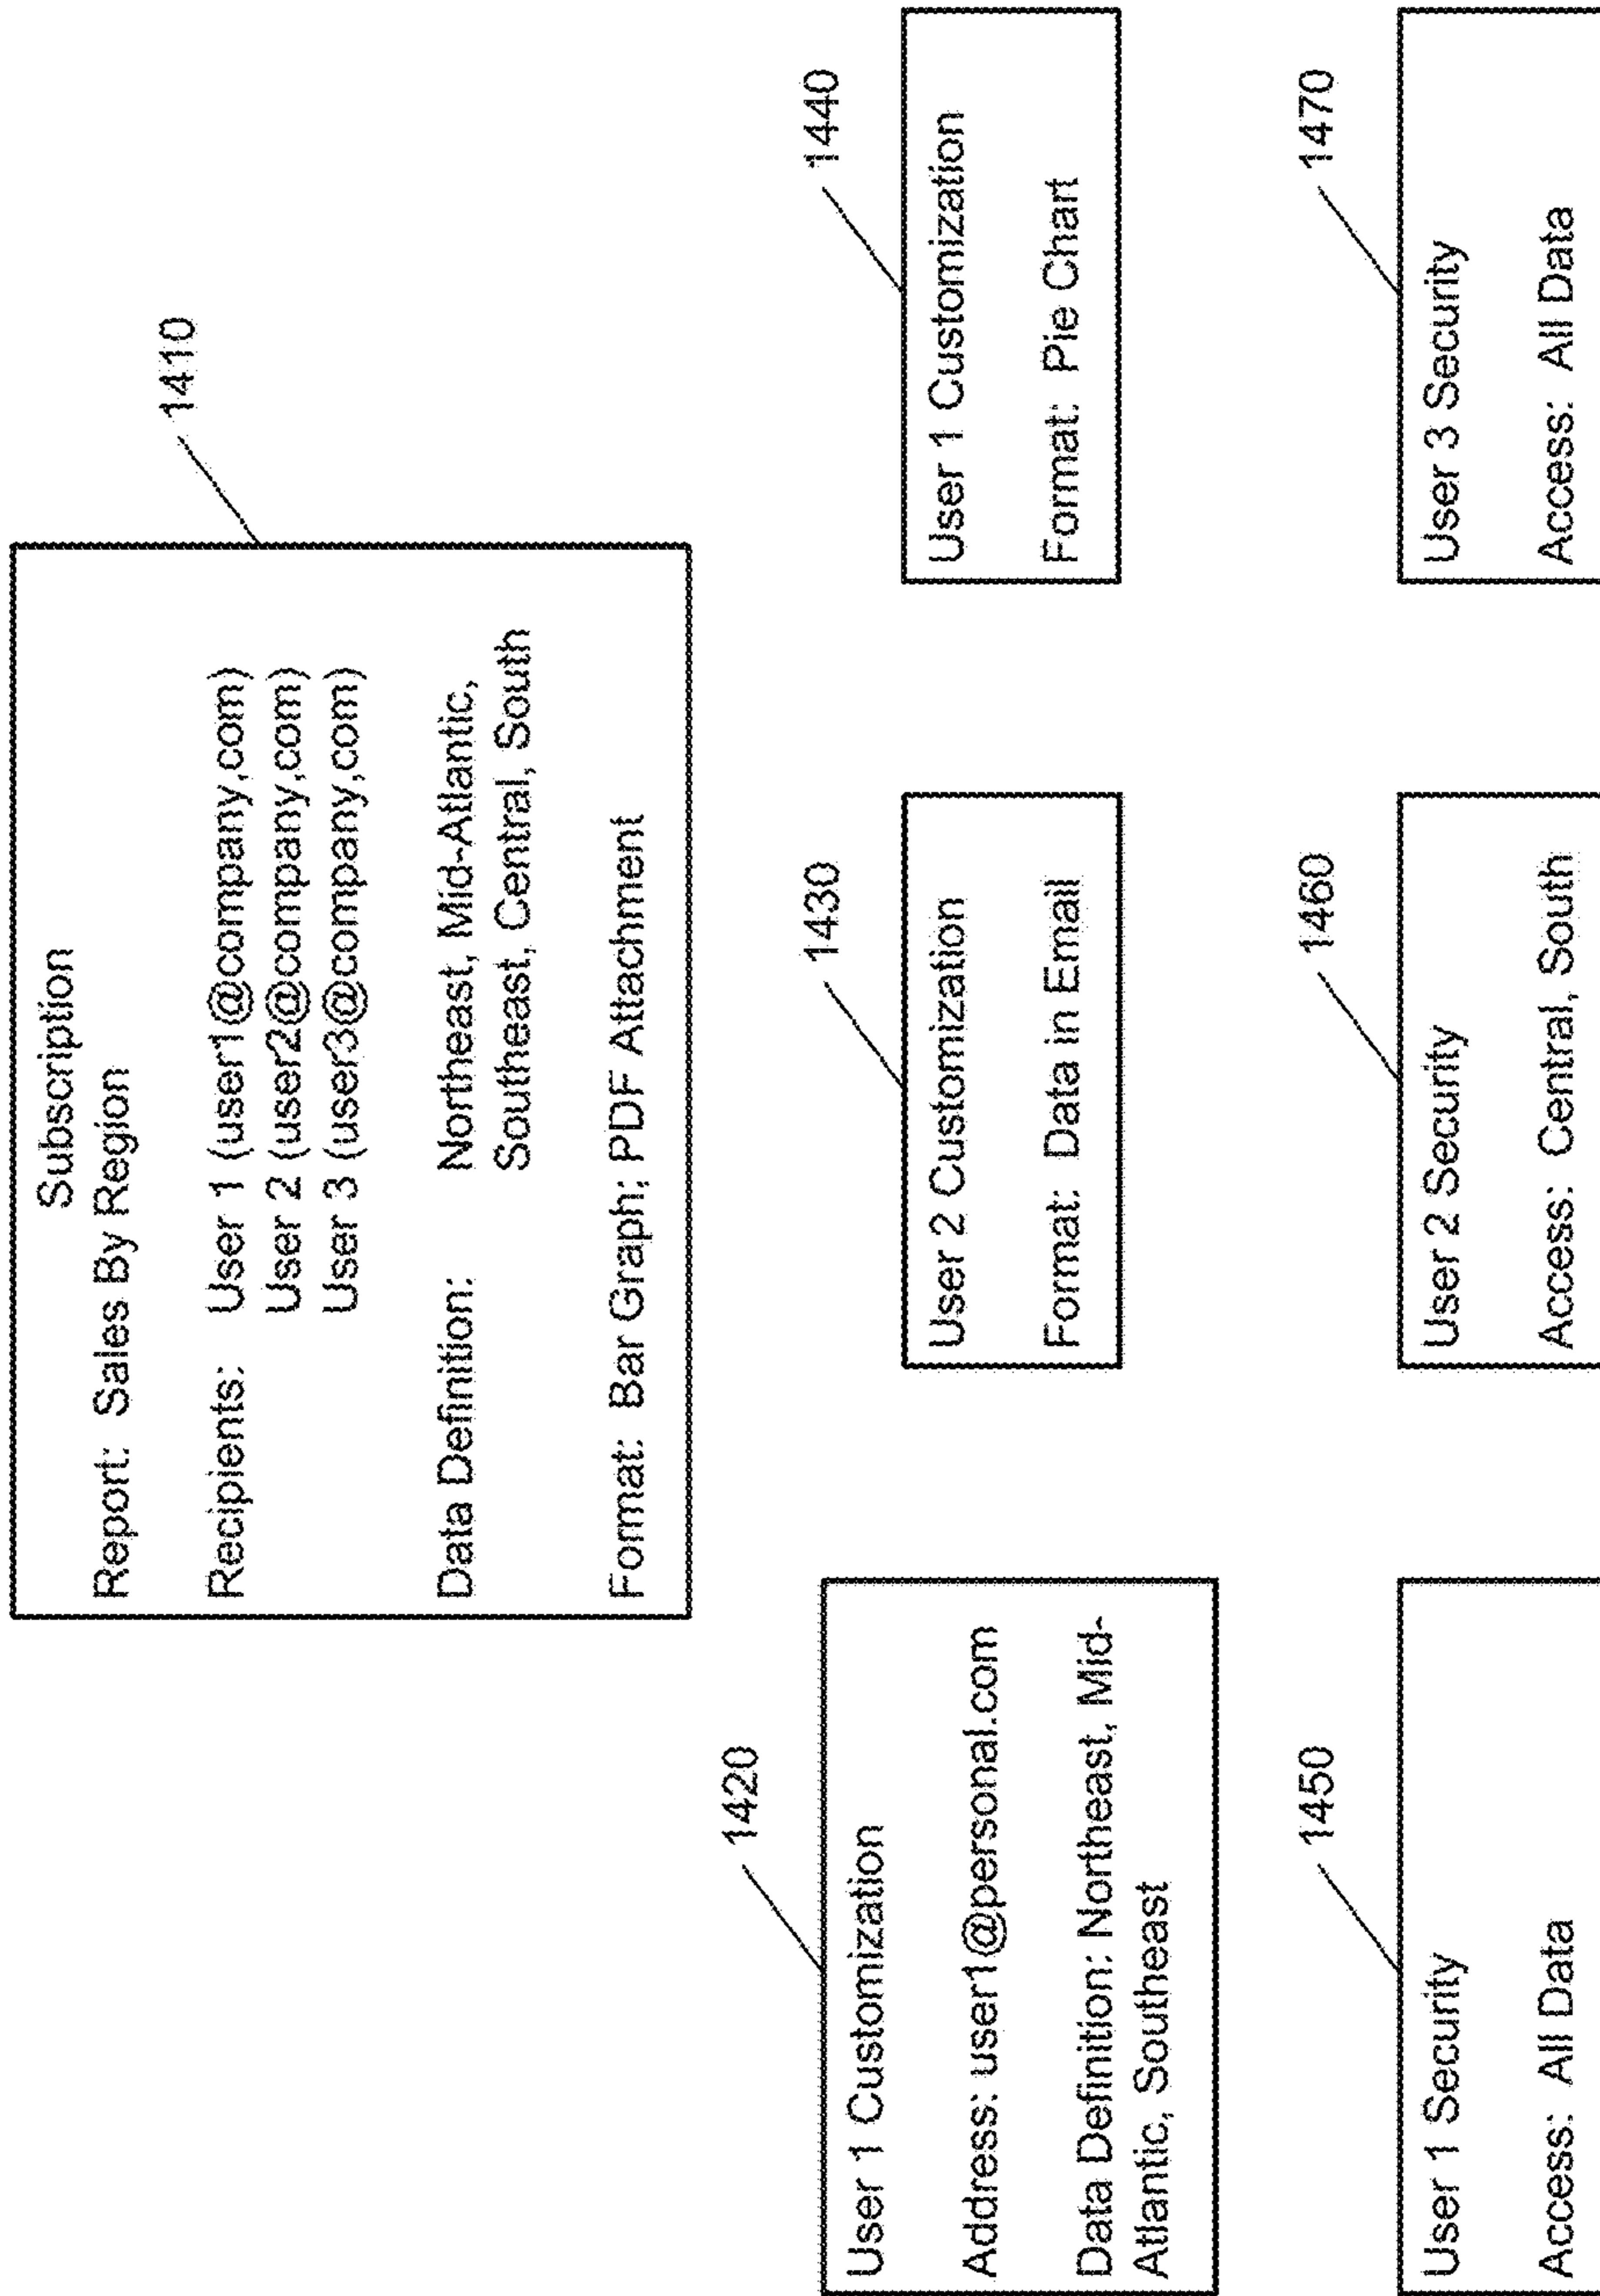 1410
Subscription
Report: Sales By Region
Recipients: User 1 (user1@company,com)
User 2 (user2@company,com)
User 3 (user3@company,com)
Data Definition: Northeast, Mid-Atlantic,
Southeast, Central, South
Format: Bar Graph; PDF Attachment
1420
User 1 Customization
Address: user1@personal.com
Data Definition: Northeast, Mid-
Atlantic, Southeast
1430
User 2 Customization
Format: Data in Email
1440
User 1 Customization
Format: Pie Chart
1450
User 1 Security
Access: All Data
1460
User 2 Security
Access: Central, South
1470
User 3 Security
Access: All Data